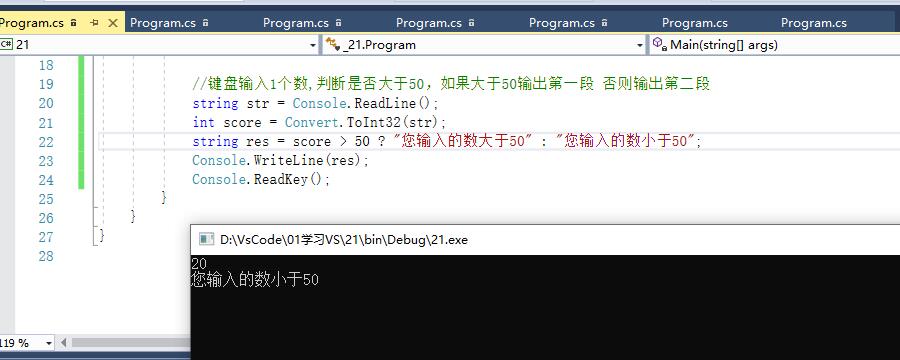 Program.cs Program.cs Program.cs Program.cs Program.cs Program.cs Program.cs
C# 21 _21.Program Main(string[] args)
18
19 //键盘输入1个数,判断是否大于50，如果大于50输出第一段 否则输出第二段
20 string str = Console.ReadLine();
21 int score = Convert.ToInt32(str);
22 string res = score > 50 ? "您输入的数大于50" : "您输入的数小于50";
23 Console.WriteLine(res);
24 Console.ReadKey();
25 }
26 }
27 }
28
D:\VsCode\01学习VS\21\bin\Debug\21.exe
20
您输入的数小于50
119 %